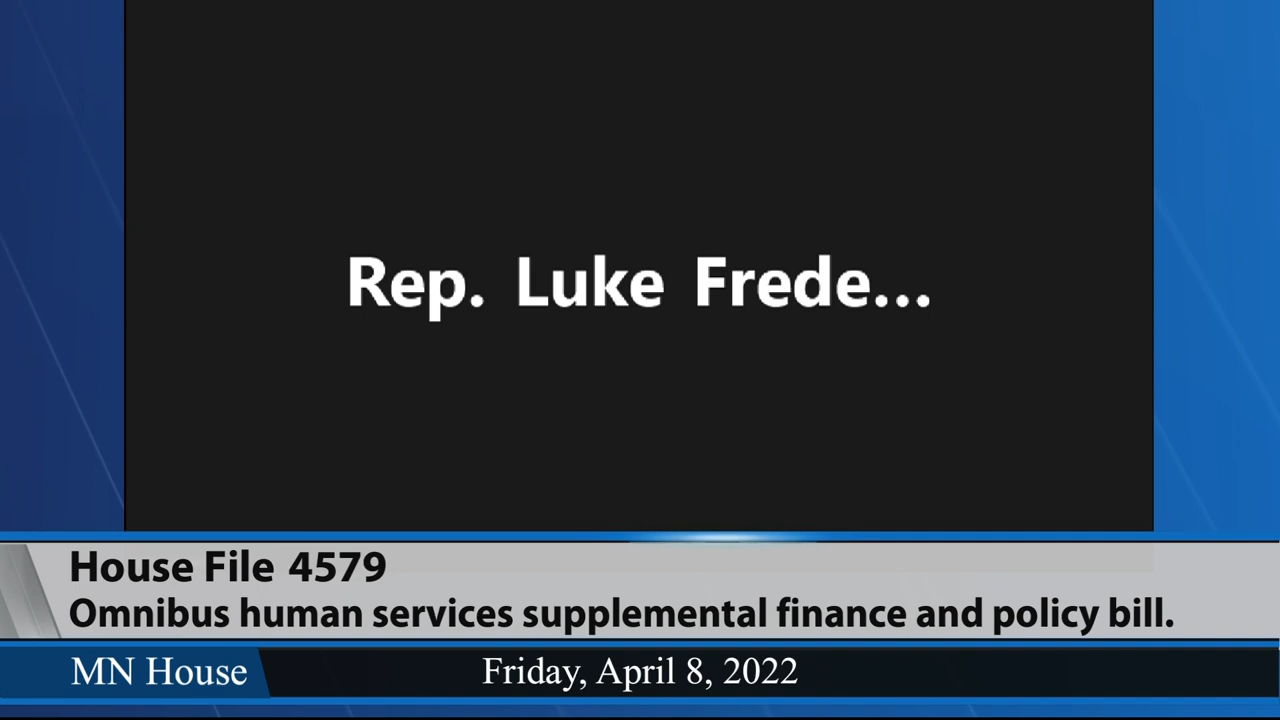 Rep. Luke Frede...
House File 4579
Omnibus human services supplemental finance and policy bill.
MN House
Friday, April 8, 2022